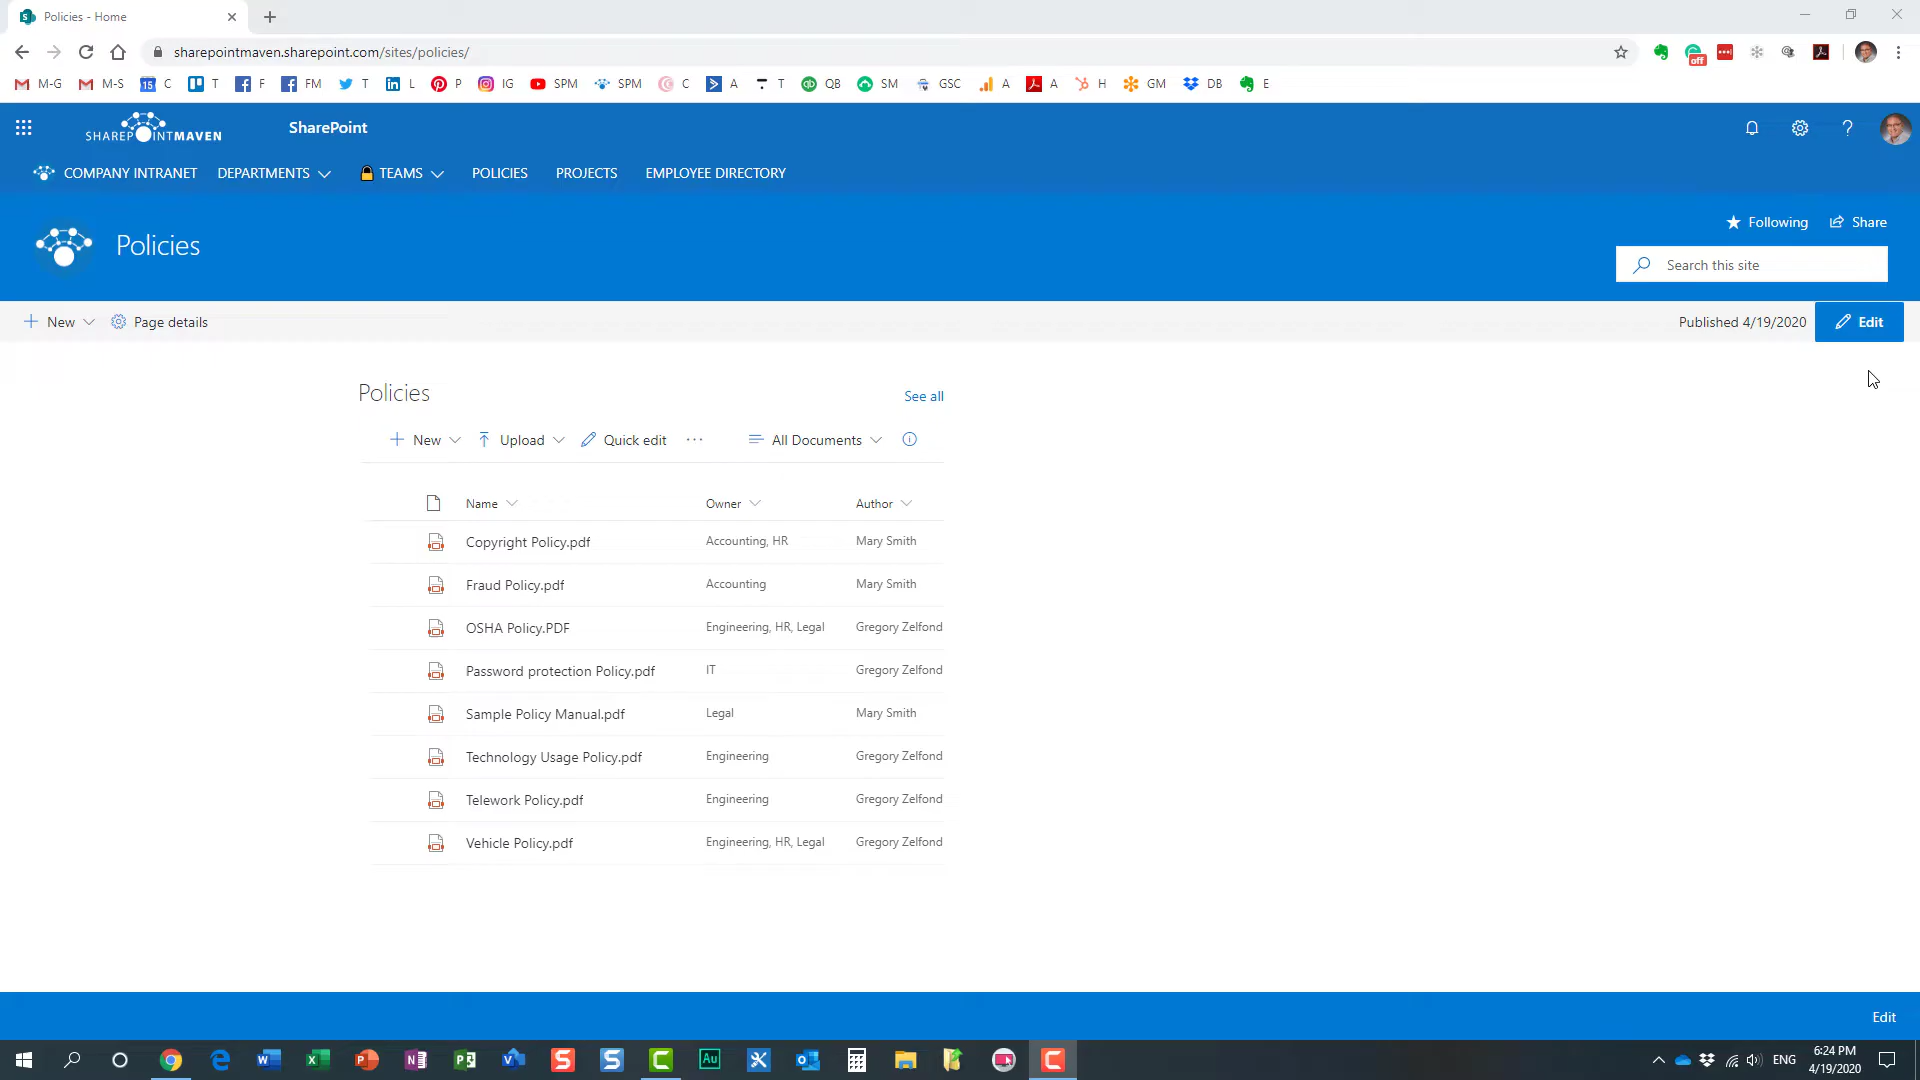 Policies - Home
sharepointmaven.sharepoint.com/sites/policies/
M-G M-S 15 C T F FM T L P IG SPM SPM C A T QB SM GSC A A H GM DB E
off
SHAREPOINTMAVEN SharePoint
COMPANY INTRANET DEPARTMENTS TEAMS POLICIES PROJECTS EMPLOYEE DIRECTORY
Following Share
Policies
Search this site
New Page details Published 4/19/2020 Edit
Policies See all
New Upload Quick edit ... All Documents
Name Owner Author
Copyright Policy.pdf Accounting, HR Mary Smith
Fraud Policy.pdf Accounting Mary Smith
OSHA Policy.PDF Engineering, HR, Legal Gregory Zelfond
Password protection Policy.pdf IT Gregory Zelfond
Sample Policy Manual.pdf Legal Mary Smith
Technology Usage Policy.pdf Engineering Gregory Zelfond
Telework Policy.pdf Engineering Gregory Zelfond
Vehicle Policy.pdf Engineering, HR, Legal Gregory Zelfond
Edit
Au
ENG
6:24 PM
4/19/2020